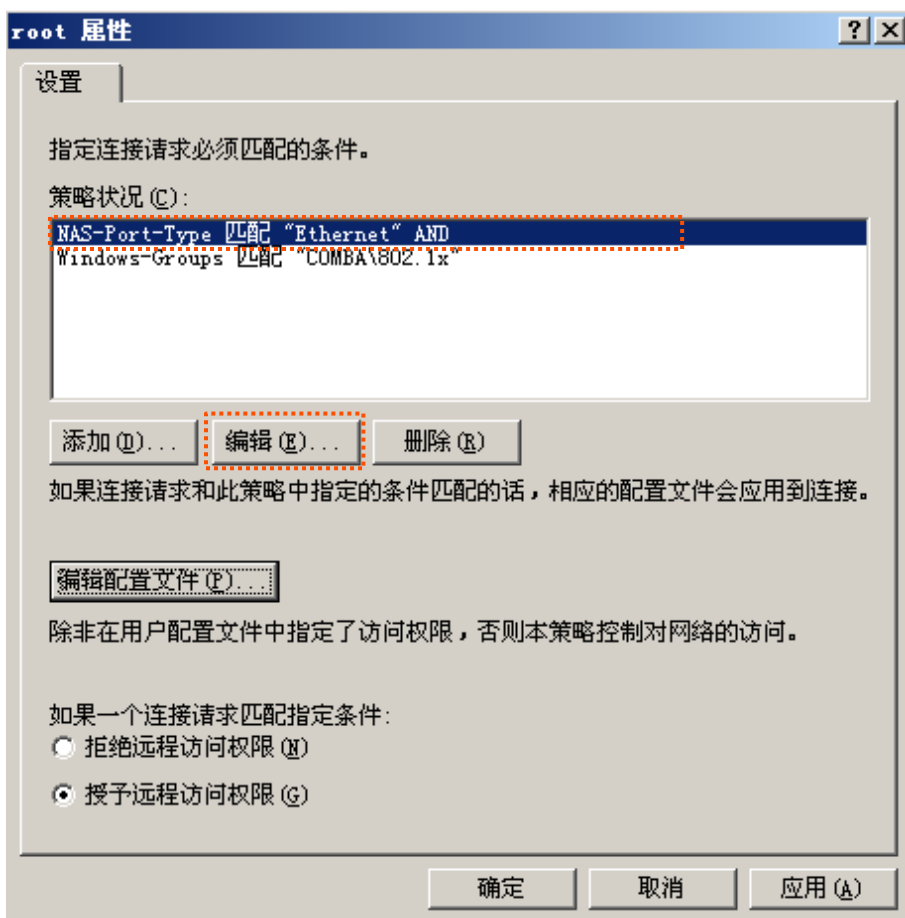 root 属性
设置
指定连接请求必须匹配的条件。
策略状况(C):
NAS-Port-Type 匹配 "Ethernet" AND
Windows-Groups 匹配 "COMBA\802.1x"
添加(D)... 编辑(E)... 删除(R)
如果连接请求和此策略中指定的条件匹配的话，相应的配置文件会应用到连接。
编辑配置文件(P)...
除非在用户配置文件中指定了访问权限，否则本策略控制对网络的访问。
如果一个连接请求匹配指定条件:
拒绝远程访问权限(N)
授予远程访问权限(G)
确定 取消 应用(A)